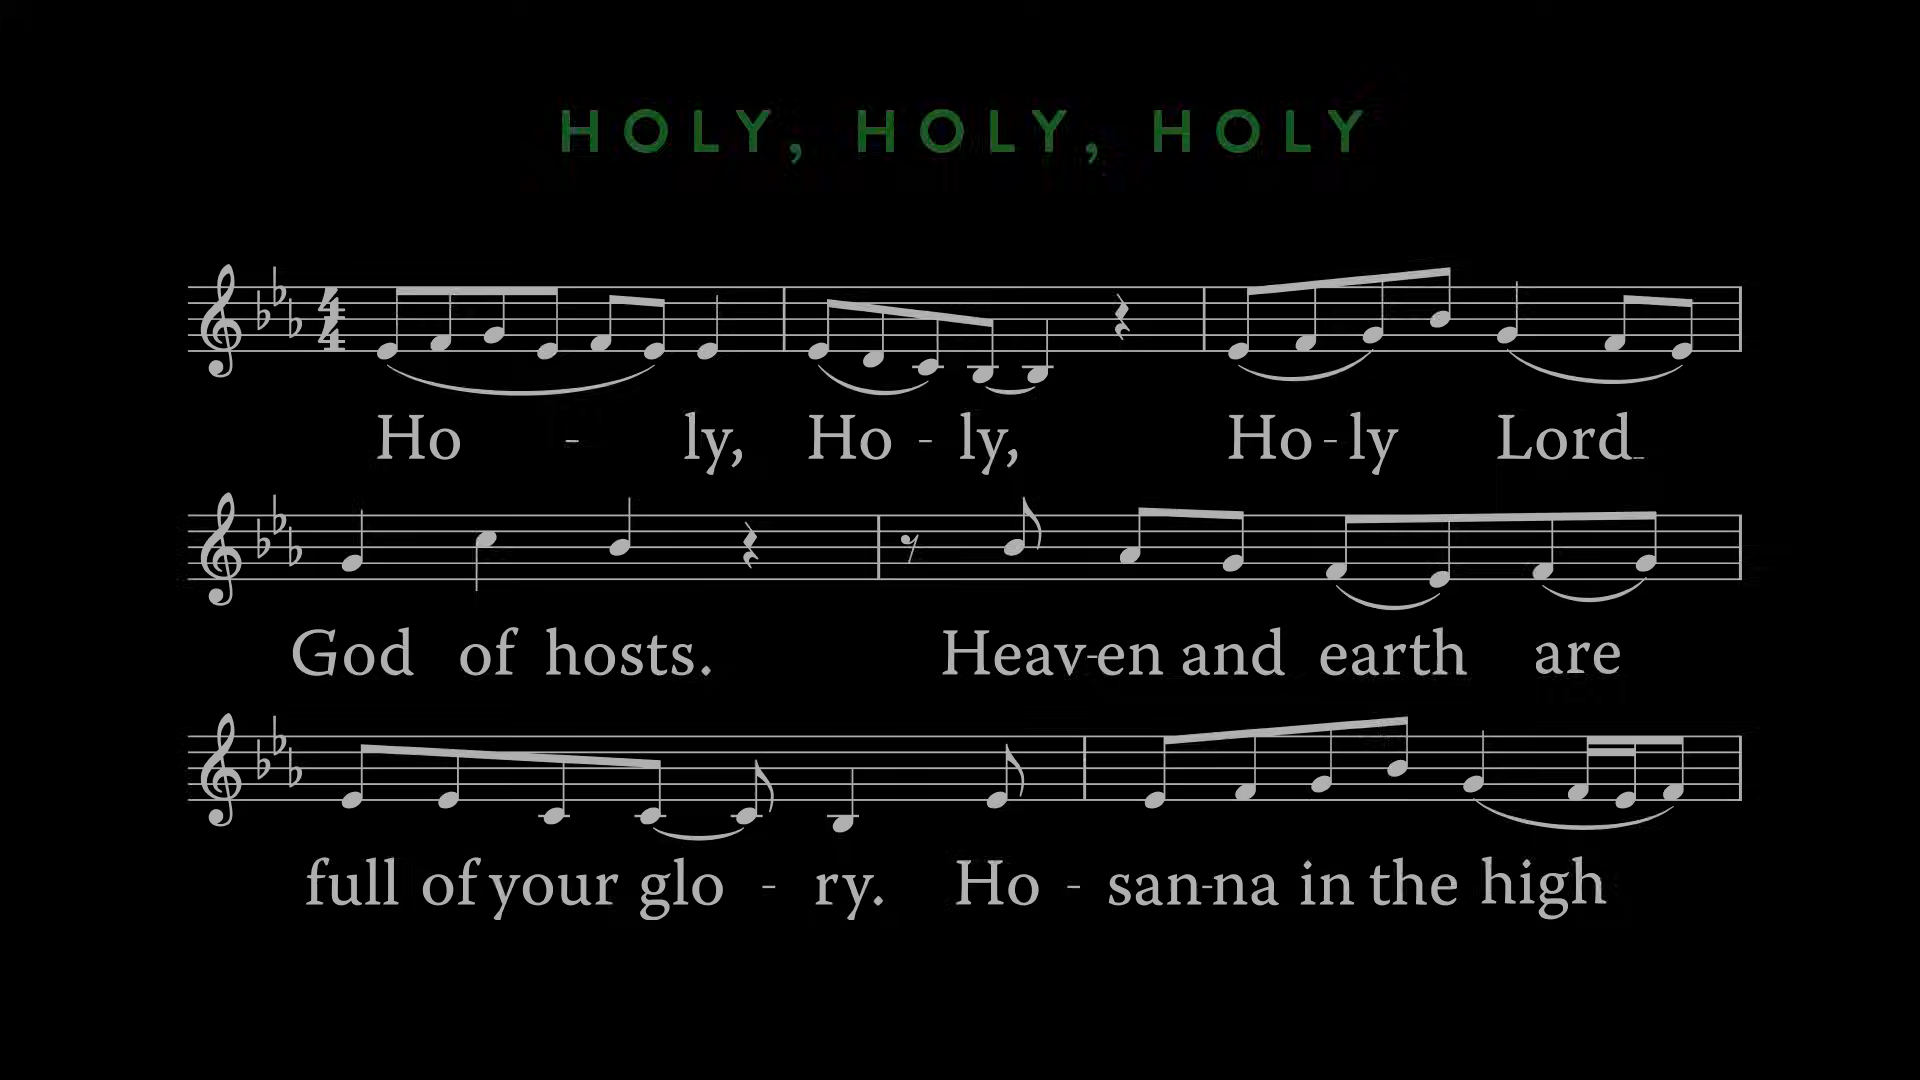 HOLY, HOLY, HOLY
Ho - ly, Ho - ly, Ho - ly Lord_
God of hosts. Heav-en and earth are
full of your glo - ry. Ho - san-na in the high